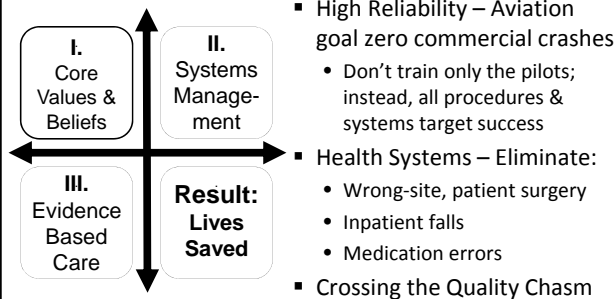 I.
Core
Values &
Beliefs
II.
Systems
Manage-
ment
III.
Evidence
Based
Care
Result:
Lives
Saved
▪ High Reliability – Aviation
goal zero commercial crashes
• Don’t train only the pilots;
instead, all procedures &
systems target success
▪ Health Systems – Eliminate:
• Wrong-site, patient surgery
• Inpatient falls
• Medication errors
▪ Crossing the Quality Chasm